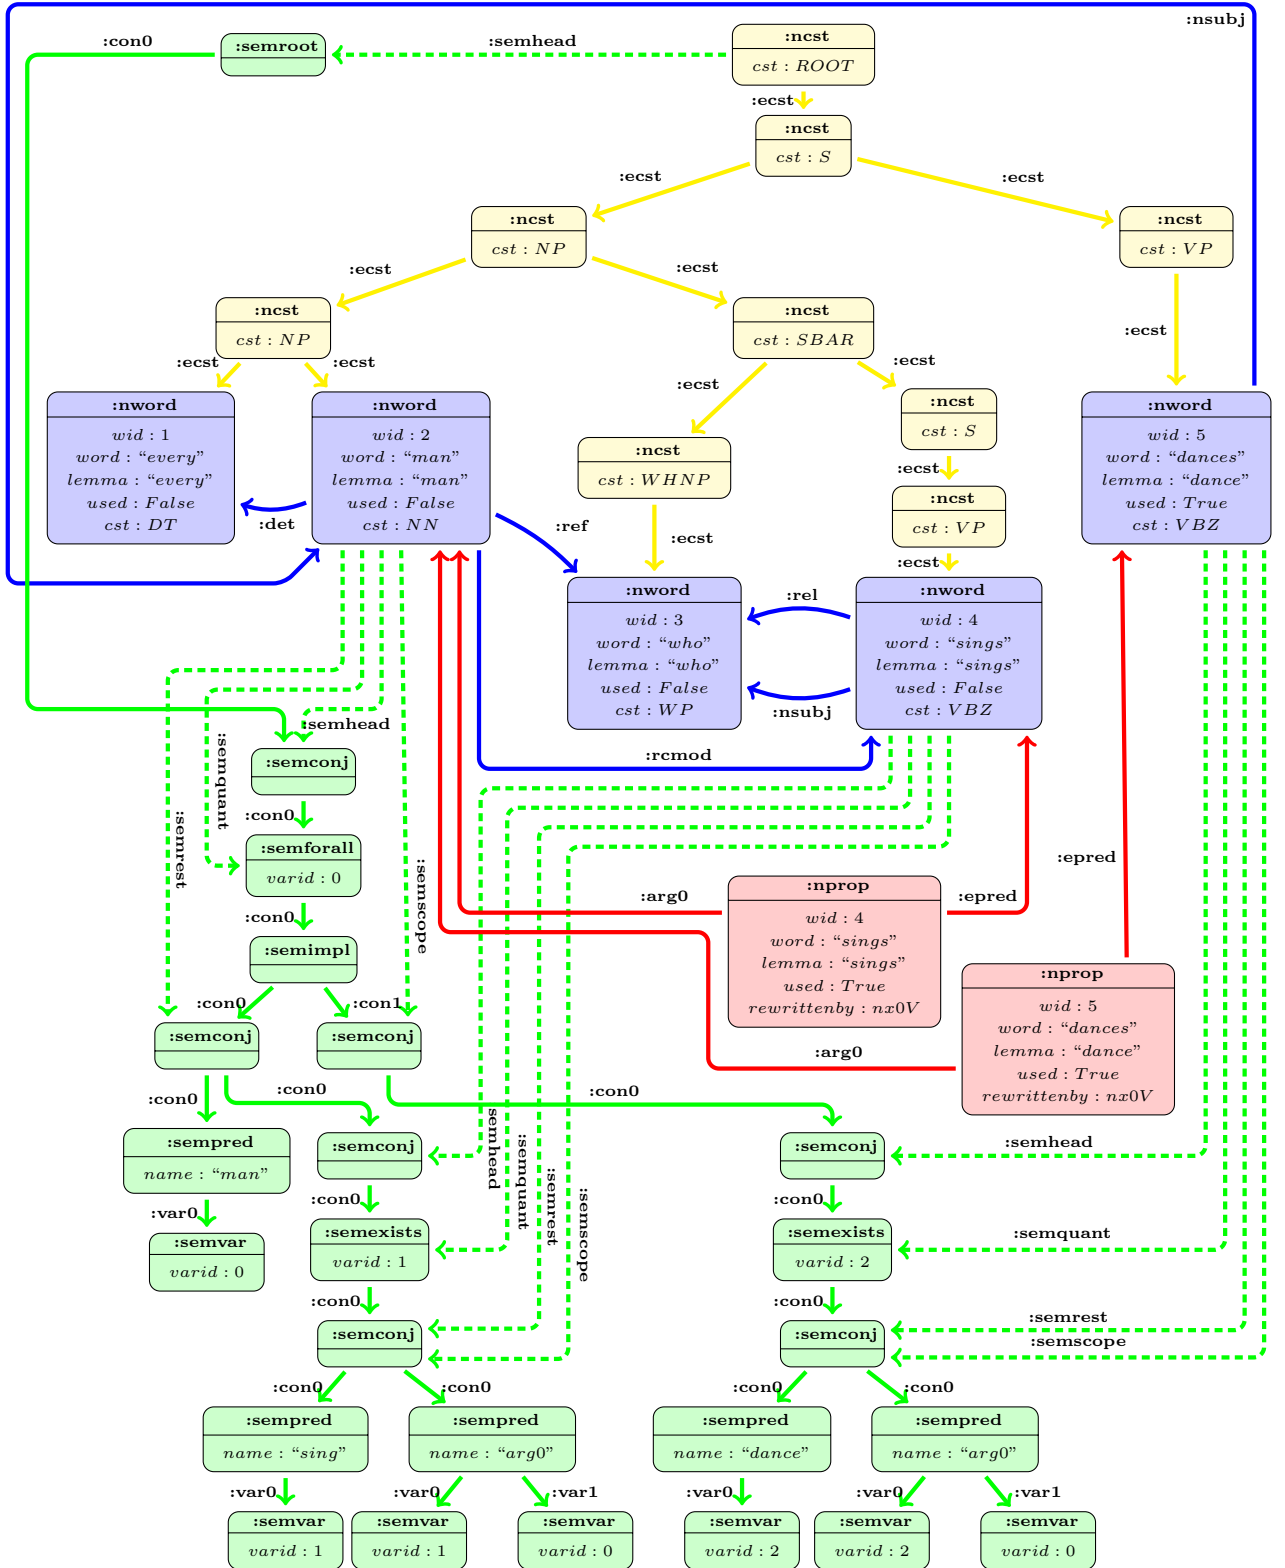 :nsubj
:con0
:semroot
:semhead
:ncst
cst : ROOT
:ecst
:ncst
cst : S
:ecst
:ecst
:ncst
cst : NP
:ncst
cst : VP
:ecst
:ecst
:ncst
cst : NP
:ncst
cst : SBAR
:ecst
:ecst
:ecst
:ecst
:ecst
:nword
wid : 1
word : “every”
lemma : “every”
used : False
cst : DT
:nword
wid : 2
word : “man”
lemma : “man”
used : False
cst : NN
:det
:ncst
cst : S
:nword
wid : 5
word : “dances”
lemma : “dance”
used : True
cst : VBZ
:ncst
cst : WHNP
:ecst
:ncst
cst : VP
:ref
:ecst
:ecst
:nword
wid : 3
word : “who”
lemma : “who”
used : False
cst : WP
:rel
:nsubj
:nword
wid : 4
word : “sings”
lemma : “sings”
used : False
cst : VBZ
:semhead
:rcmod
:semconj
:semquant
:con0
:semrest
:semforall
varid : 0
:semscope
:epred
:con0
:arg0
:nprop
wid : 4
word : “sings”
lemma : “sings”
used : True
rewrittenby : nx0V
:epred
:semimpl
:nprop
wid : 5
word : “dances”
lemma : “dance”
used : True
rewrittenby : nx0V
:con0
:con1
:semconj
:semconj
:arg0
:con0
:con0
:con0
:sempred
name : “man”
:semconj
semhead
:semquant
:semrest
:semscope
:semconj
:semhead
:var0
:con0
:con0
:semvar
varid : 0
:semexists
varid : 1
:semexists
varid : 2
:semquant
:con0
:con0
:semconj
:semconj
:semrest
:semscope
:con0
:con0
:con0
:con0
:sempred
name : “sing”
:sempred
name : “arg0”
:sempred
name : “dance”
:sempred
name : “arg0”
:var0
:var0
:var1
:var0
:var0
:var1
:semvar
varid : 1
:semvar
varid : 1
:semvar
varid : 0
:semvar
varid : 2
:semvar
varid : 2
:semvar
varid : 0